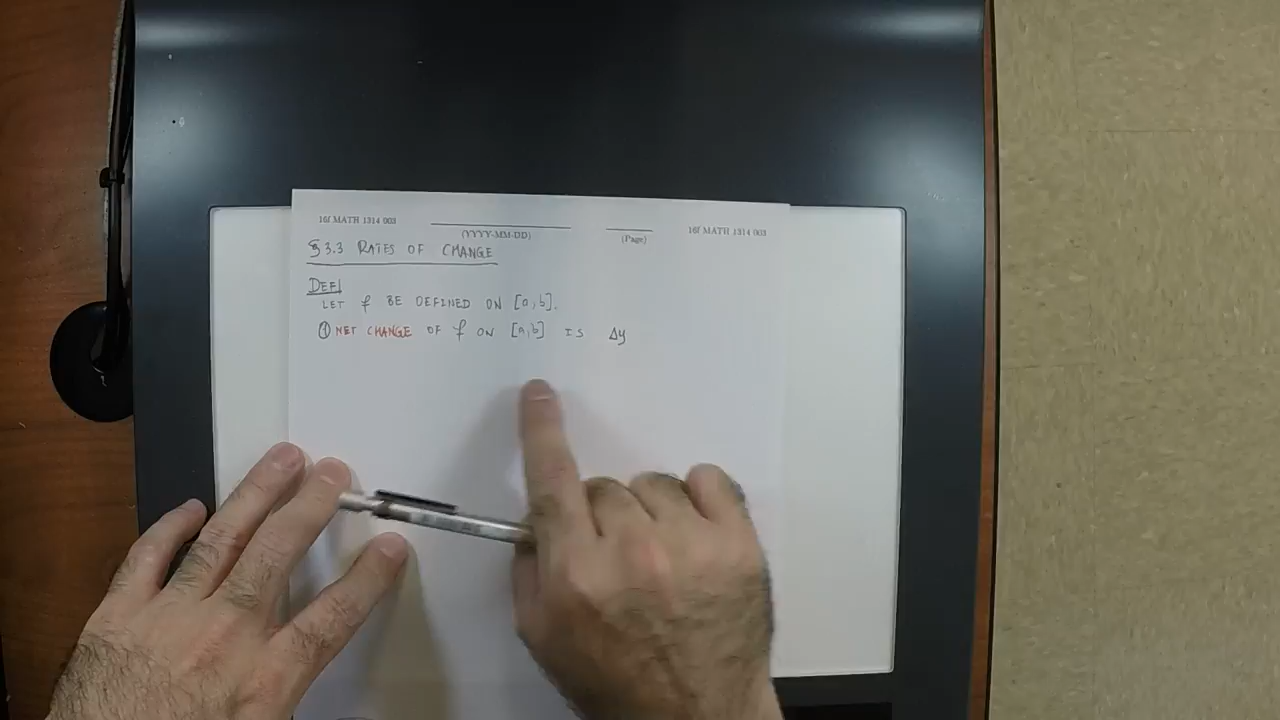 16f MATH 1314 003
(YYYY-MM-DD)
(Page)
16f MATH 1314 003
§ 3.3 RATES OF CHANGE
DEF|
LET f BE DEFINED ON [a,b].
① NET CHANGE OF f ON [a,b] IS Δy